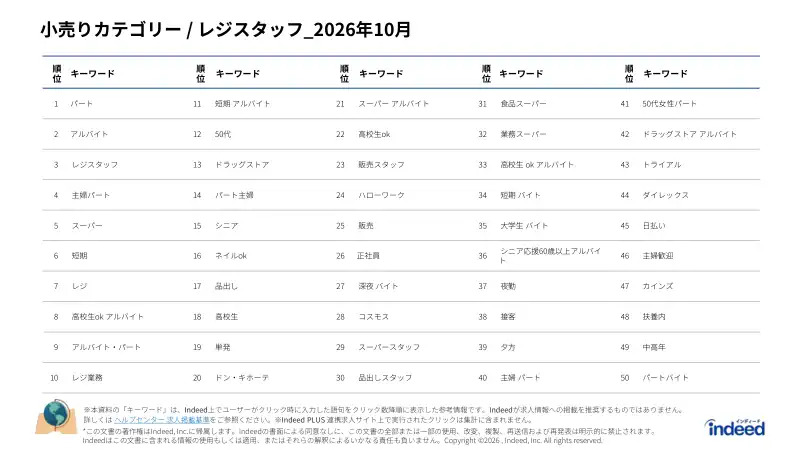 小売りカテゴリー / レジスタッフ_2026年10月
順位 キーワード 順位 キーワード 順位 キーワード 順位 キーワード 順位 キーワード
1 パート 11 短期 アルバイト 21 スーパー アルバイト 31 食品スーパー 41 50代女性パート
2 アルバイト 12 50代 22 高校生ok 32 業務スーパー 42 ドラッグストア アルバイト
3 レジスタッフ 13 ドラッグストア 23 販売スタッフ 33 高校生 ok アルバイト 43 トライアル
4 主婦パート 14 パート主婦 24 ハローワーク 34 短期 バイト 44 ダイレックス
5 スーパー 15 シニア 25 販売 35 大学生 バイト 45 日払い
6 短期 16 ネイルok 26 正社員 36 シニア応援60歳以上アルバイト 46 主婦歓迎
7 レジ 17 品出し 27 深夜 バイト 37 夜勤 47 カインズ
8 高校生ok アルバイト 18 高校生 28 コスモス 38 接客 48 扶養内
9 アルバイト・パート 19 単発 29 スーパースタッフ 39 夕方 49 中高年
10 レジ業務 20 ドン・キホーテ 30 品出しスタッフ 40 主婦 パート 50 パートバイト
※本資料の「キーワード」は、Indeed上でユーザーがクリック時に入力した語句をクリック数降順に表示した参考情報です。Indeedが求人情報への掲載を推奨するものではありません。
詳しくは ヘルプセンター 求人掲載基準をご参照ください。※Indeed PLUS 連携求人サイト上で実行されたクリックは集計に含まれません。
*この文書の著作権はIndeed, Inc.に帰属します。Indeedの書面による同意なしに、この文書の全部または一部の使用、改変、複製、再送信および再発表は明示的に禁止されます。
Indeedはこの文書に含まれる情報の使用もしくは適用、またはそれらの解釈によるいかなる責任も負いません。Copyright ©2026 , Indeed, Inc. All rights reserved.
インディード
indeed